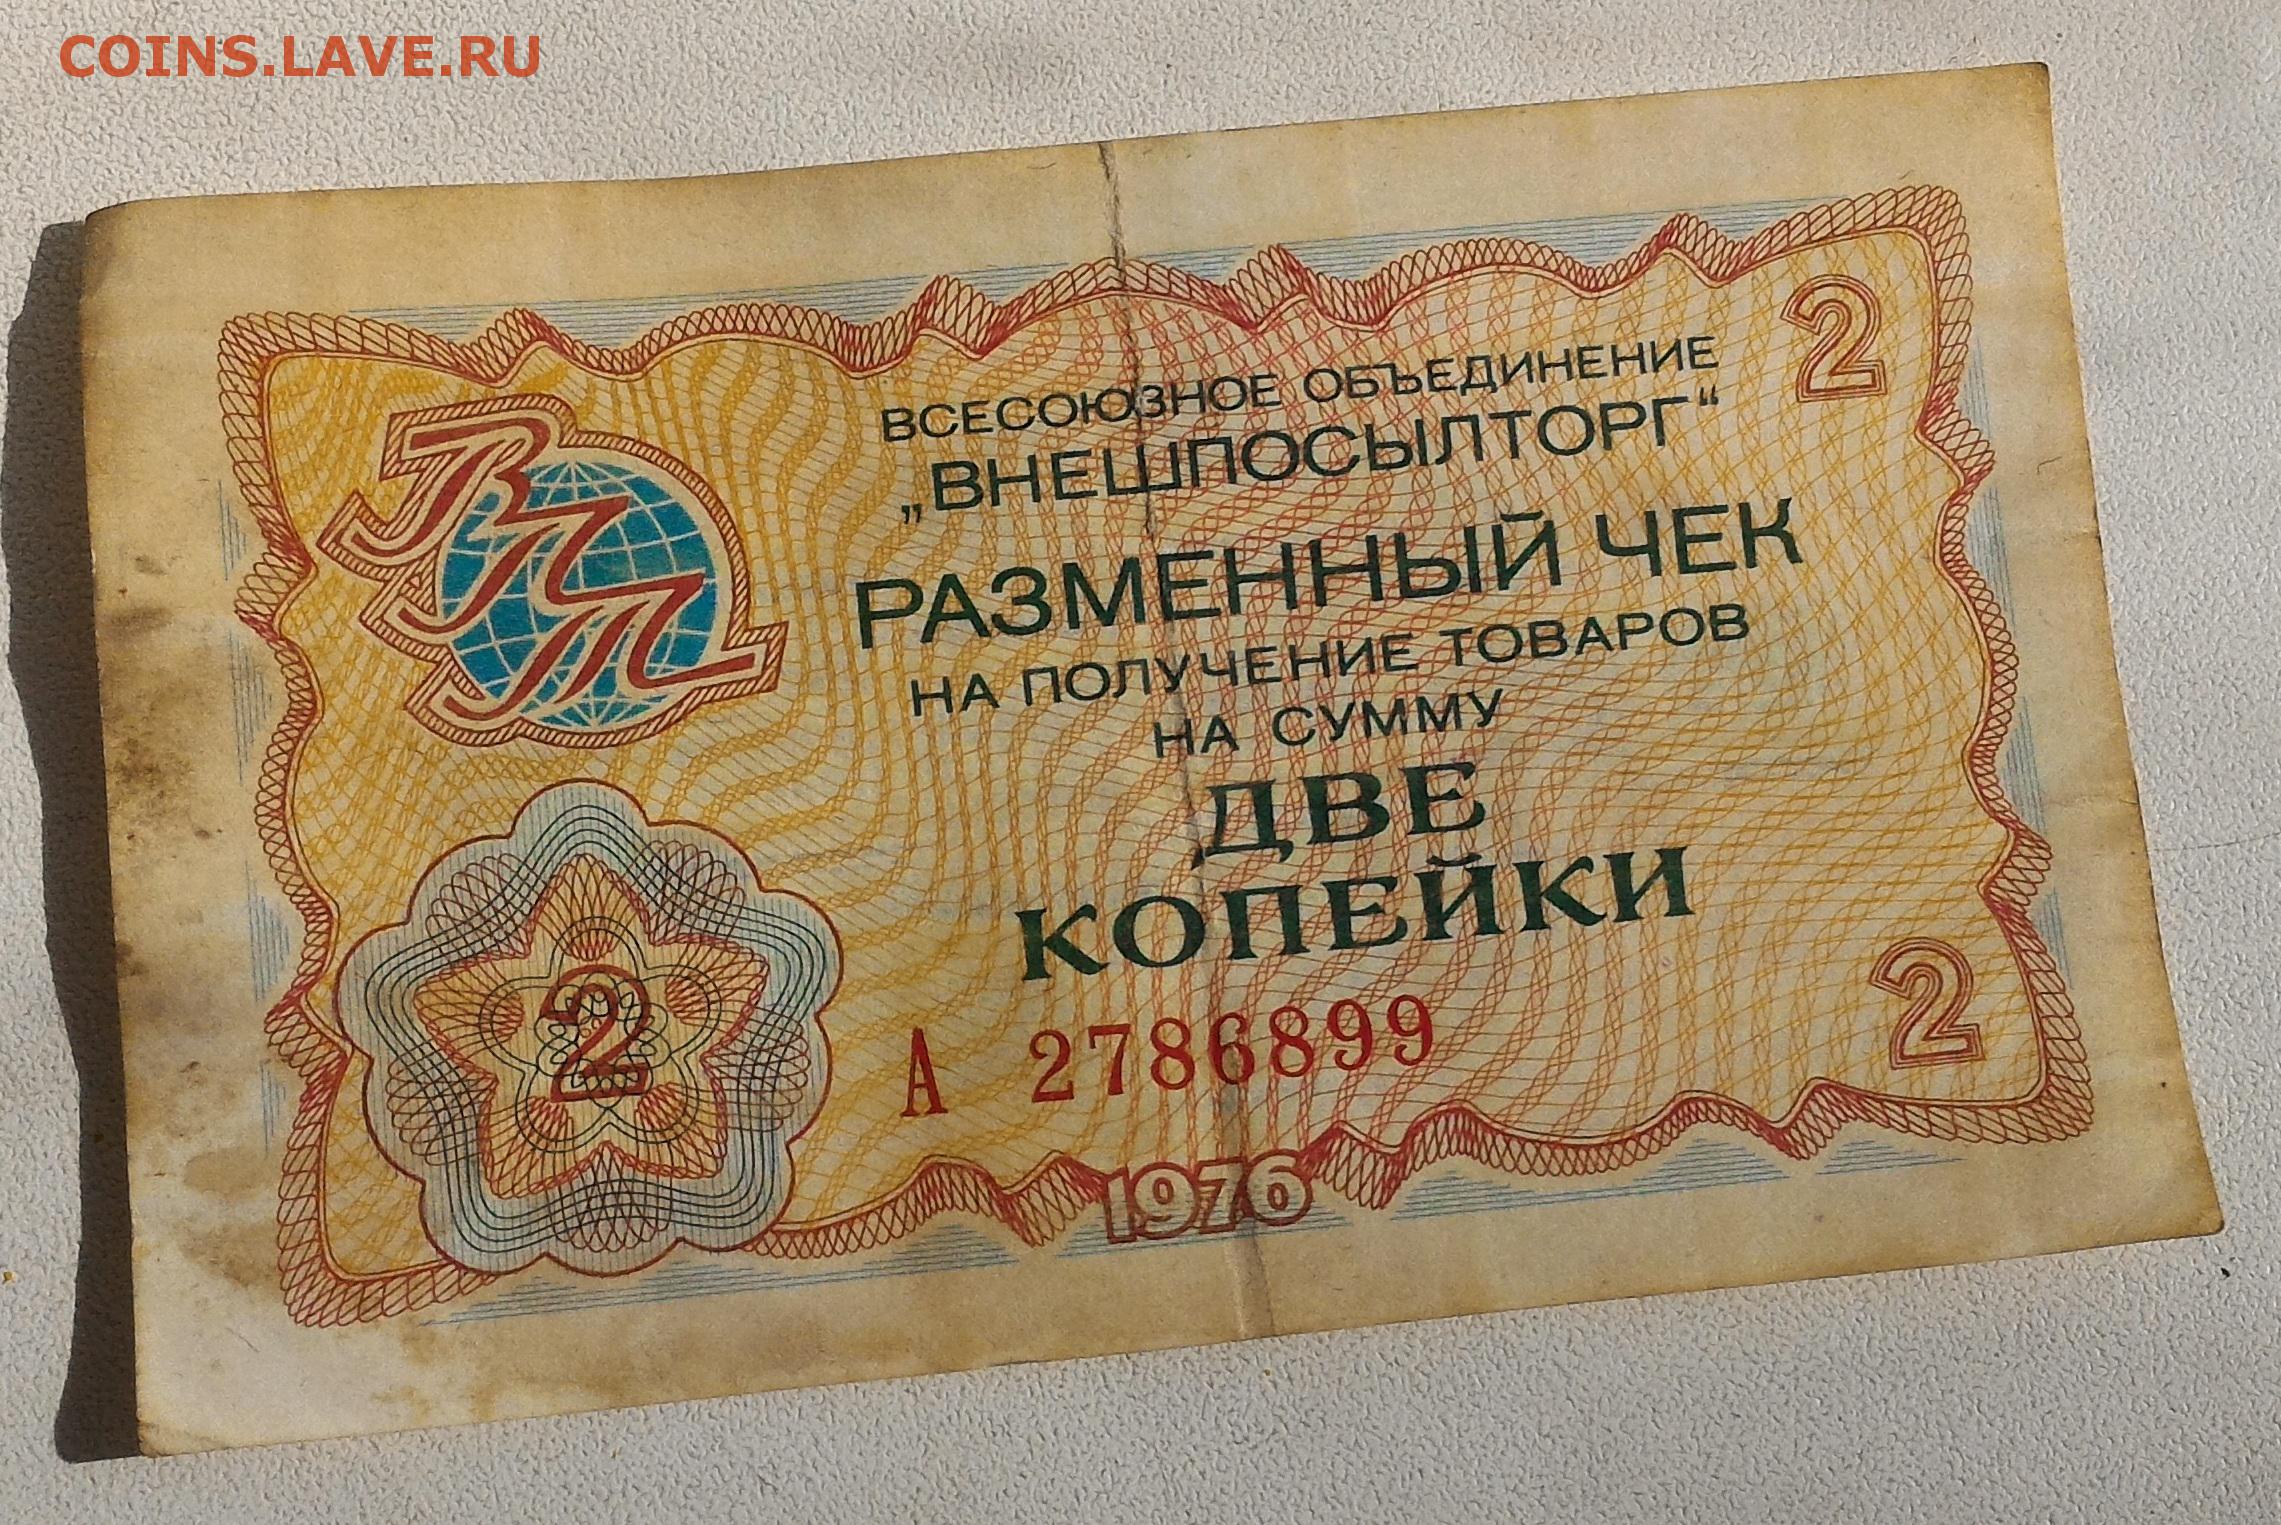 COINS.LAVE.RU
ВСЕСОЮЗНОЕ ОБЪЕДИНЕНИЕ
2
„ВНЕШПОСЫЛТОРГ“
ВПТ
РАЗМЕННЫЙ ЧЕК
НА ПОЛУЧЕНИЕ ТОВАРОВ
НА СУММУ
ДВЕ
КОПЕЙКИ
2
2
А 2786899
1976